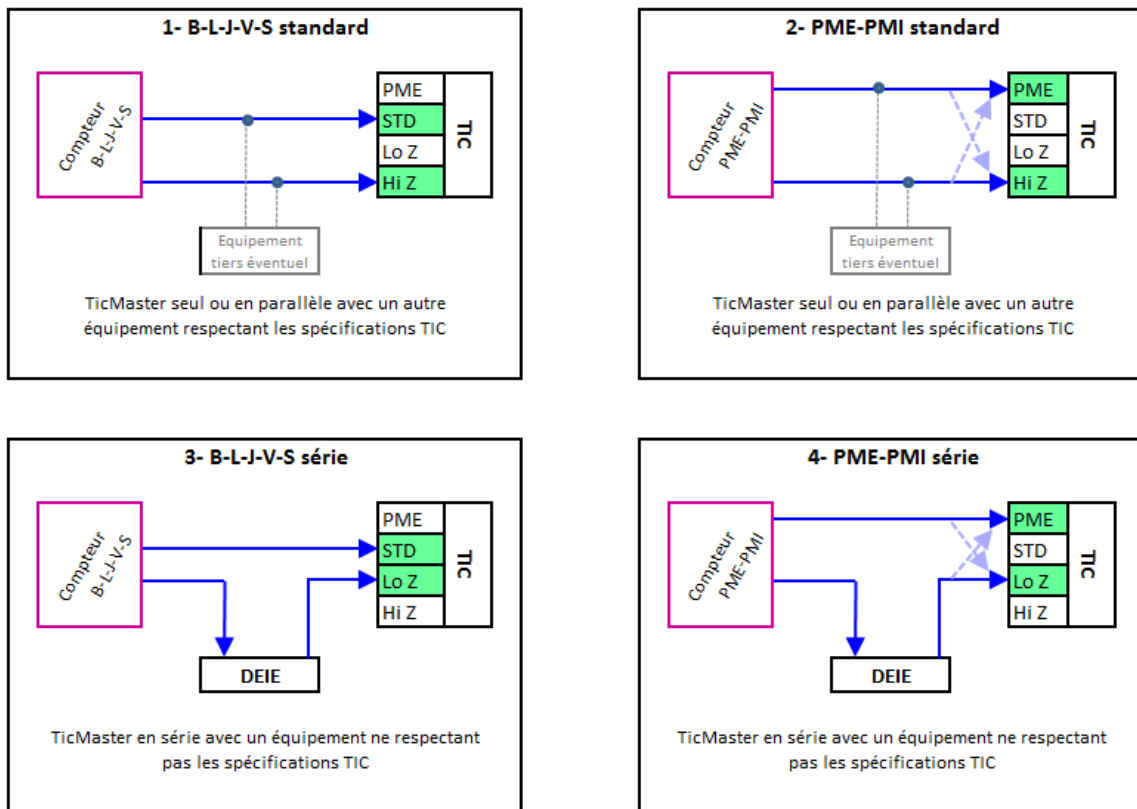 1- B-L-J-V-S standard
Compteur
B-L-J-V-S
PME
STD
Lo Z
Hi Z
TIC
Equipement
tiers éventuel
TicMaster seul ou en parallèle avec un autre
équipement respectant les spécifications TIC
2- PME-PMI standard
Compteur
PME-PMI
PME
STD
Lo Z
Hi Z
TIC
Equipement
tiers éventuel
TicMaster seul ou en parallèle avec un autre
équipement respectant les spécifications TIC
3- B-L-J-V-S série
Compteur
B-L-J-V-S
PME
STD
Lo Z
Hi Z
TIC
DEIE
TicMaster en série avec un équipement ne respectant
pas les spécifications TIC
4- PME-PMI série
Compteur
PME-PMI
PME
STD
Lo Z
Hi Z
TIC
DEIE
TicMaster en série avec un équipement ne respectant
pas les spécifications TIC